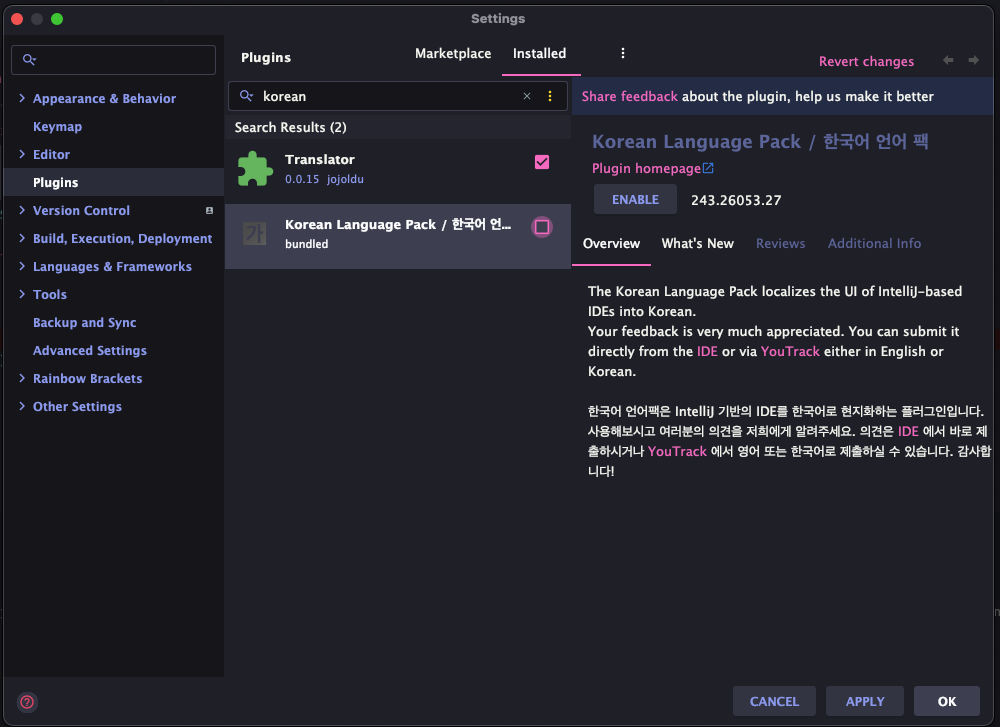 Settings
Plugins
Marketplace
Installed
Revert changes
Appearance & Behavior
Keymap
Editor
Plugins
Version Control
Build, Execution, Deployment
Languages & Frameworks
Tools
Backup and Sync
Advanced Settings
Rainbow Brackets
Other Settings
korean
Search Results (2)
Translator
0.0.15 jojoldu
가
Korean Language Pack / 한국어 언...
bundled
Share feedback about the plugin, help us make it better
Korean Language Pack / 한국어 언어 팩
Plugin homepage
ENABLE 243.26053.27
Overview What's New Reviews Additional Info
The Korean Language Pack localizes the UI of IntelliJ-based
IDEs into Korean.
Your feedback is very much appreciated. You can submit it
directly from the IDE or via YouTrack either in English or
Korean.
한국어 언어팩은 IntelliJ 기반의 IDE를 한국어로 현지화하는 플러그인입니다.
사용해보시고 여러분의 의견을 저희에게 알려주세요. 의견은 IDE 에서 바로 제
출하시거나 YouTrack 에서 영어 또는 한국어로 제출하실 수 있습니다. 감사합
니다!
?
CANCEL APPLY OK